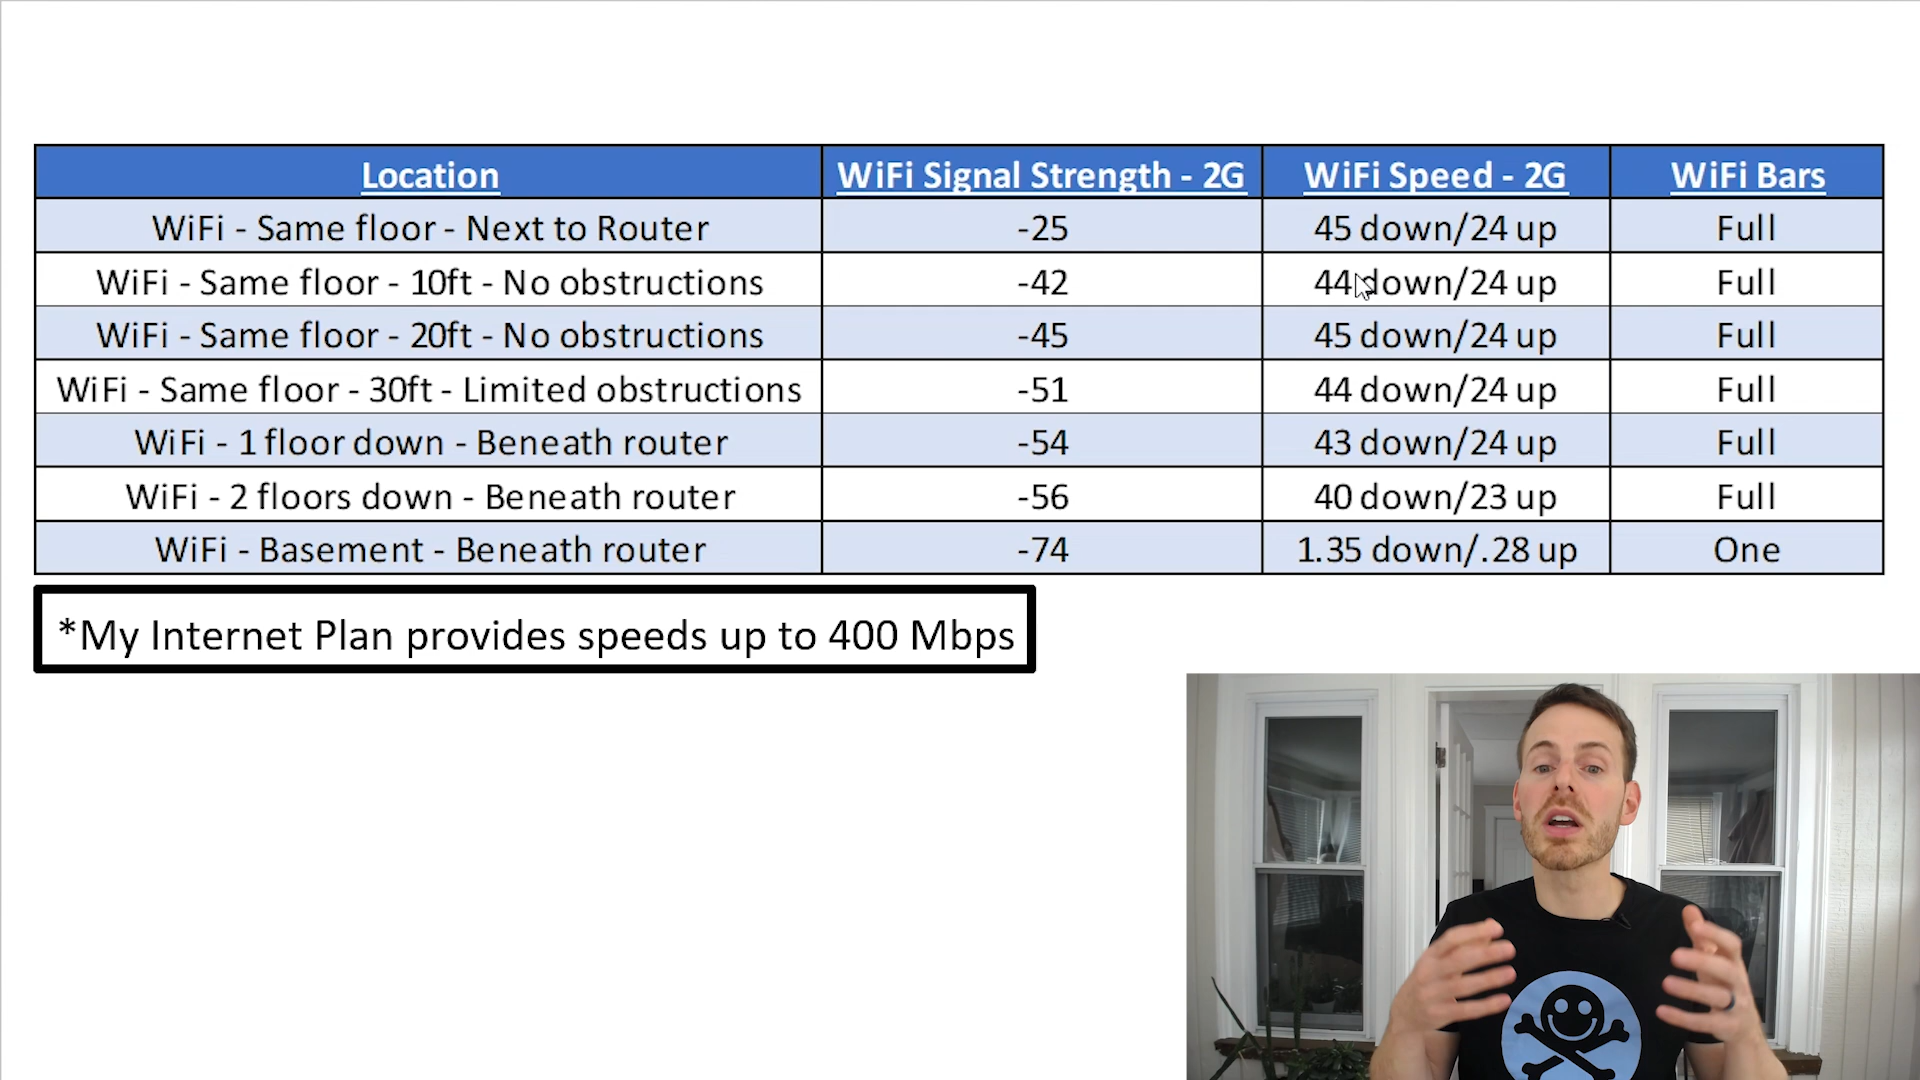 Location WiFi Signal Strength - 2G WiFi Speed - 2G WiFi Bars
WiFi - Same floor - Next to Router -25 45 down/24 up Full
WiFi - Same floor - 10ft - No obstructions -42 44 down/24 up Full
WiFi - Same floor - 20ft - No obstructions -45 45 down/24 up Full
WiFi - Same floor - 30ft - Limited obstructions -51 44 down/24 up Full
WiFi - 1 floor down - Beneath router -54 43 down/24 up Full
WiFi - 2 floors down - Beneath router -56 40 down/23 up Full
WiFi - Basement - Beneath router -74 1.35 down/.28 up One
*My Internet Plan provides speeds up to 400 Mbps